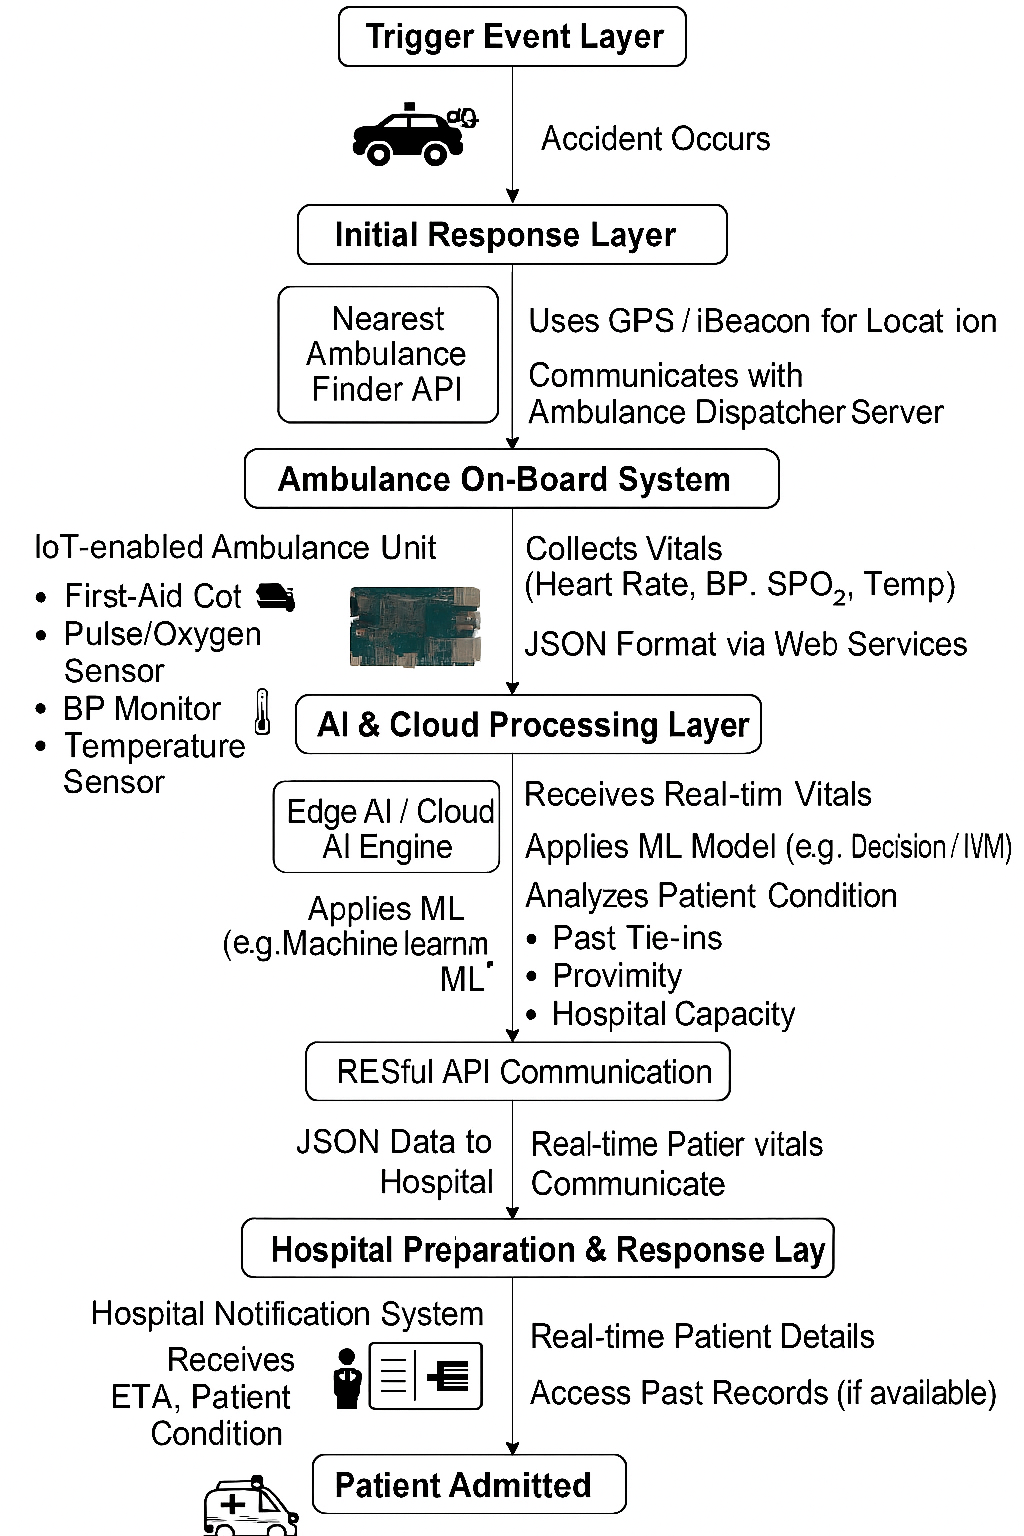 Trigger Event Layer
Accident Occurs
Initial Response Layer
Nearest
Ambulance
Finder API
Uses GPS / iBeacon for Locat ion
Communicates with
Ambulance Dispatcher Server
Ambulance On-Board System
IoT-enabled Ambulance Unit
• First-Aid Cot
• Pulse/Oxygen
Sensor
• BP Monitor
• Temperature
Sensor
Collects Vitals
(Heart Rate, BP. SPO₂, Temp)
JSON Format via Web Services
AI & Cloud Processing Layer
Edge AI / Cloud
AI Engine
Applies ML
(e.g.Machine learnm
ML"
Receives Real-tim Vitals
Applies ML Model (e.g. Decision / IVM)
Analyzes Patient Condition
• Past Tie-ins
• Provimity
• Hospital Capacity
RESful API Communication
JSON Data to
Hospital
Real-time Patier vitals
Communicate
Hospital Preparation & Response Lay
Hospital Notification System
Receives
ETA, Patient
Condition
Real-time Patient Details
Access Past Records (if available)
Patient Admitted